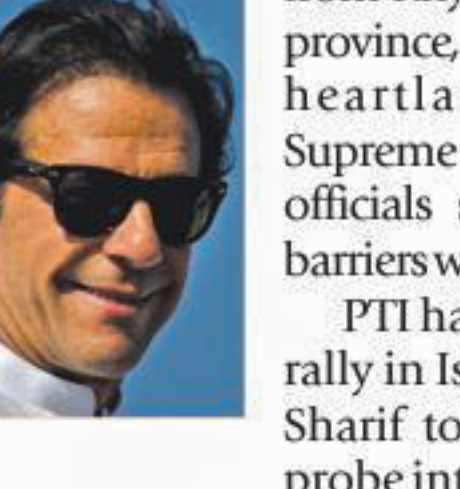 province,
heartla
Supreme
officials s
barriers w
PTI ha
rally in Is
Sharif to
probe int